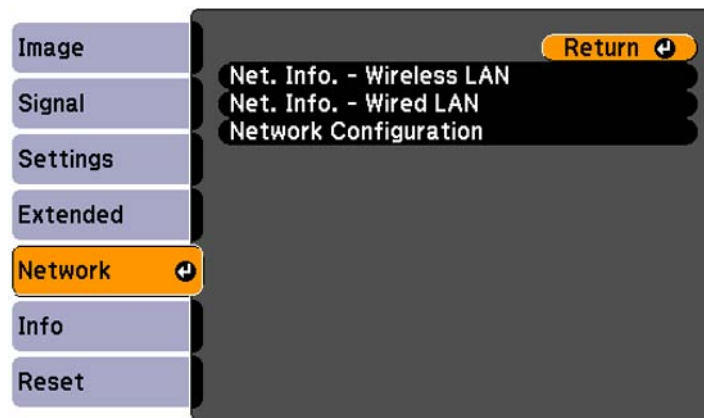 Image
Signal
Settings
Extended
Network
Info
Reset
Return
Net. Info. - Wireless LAN
Net. Info. - Wired LAN
Network Configuration